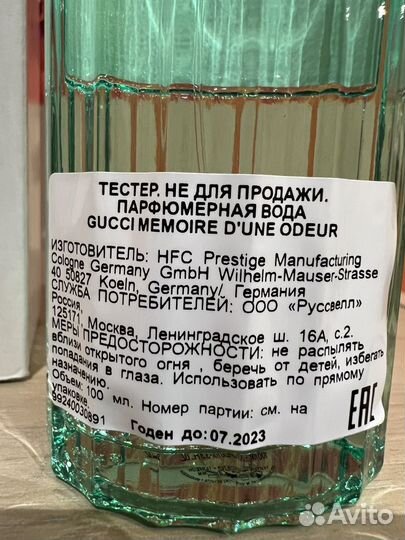 ТЕСТЕР. НЕ ДЛЯ ПРОДАЖИ.
ПАРФЮМЕРНАЯ ВОДА
GUCCI MEMOIRE D'UNE ODEUR
ИЗГОТОВИТЕЛЬ: HFC Prestige Manufacturing
Cologne Germany GmbH Wilhelm-Mauser-Strasse
40 50827 Koeln, Germany/ Германия
СЛУЖБА ПОТРЕБИТЕЛЕЙ: ООО «Руссвелл»
Россия,
125171, Москва, Ленинградское ш. 16А, с.2.
МЕРЫ ПРЕДОСТОРОЖНОСТИ: не распылять
вблизи открытого огня , беречь от детей, избегать
попадания в глаза. Использовать по прямому
назначению.
Объем: 100 мл. Номер партии: см. на
упаковке.
99240030891
Годен до: 07.2023
EAC
Avito